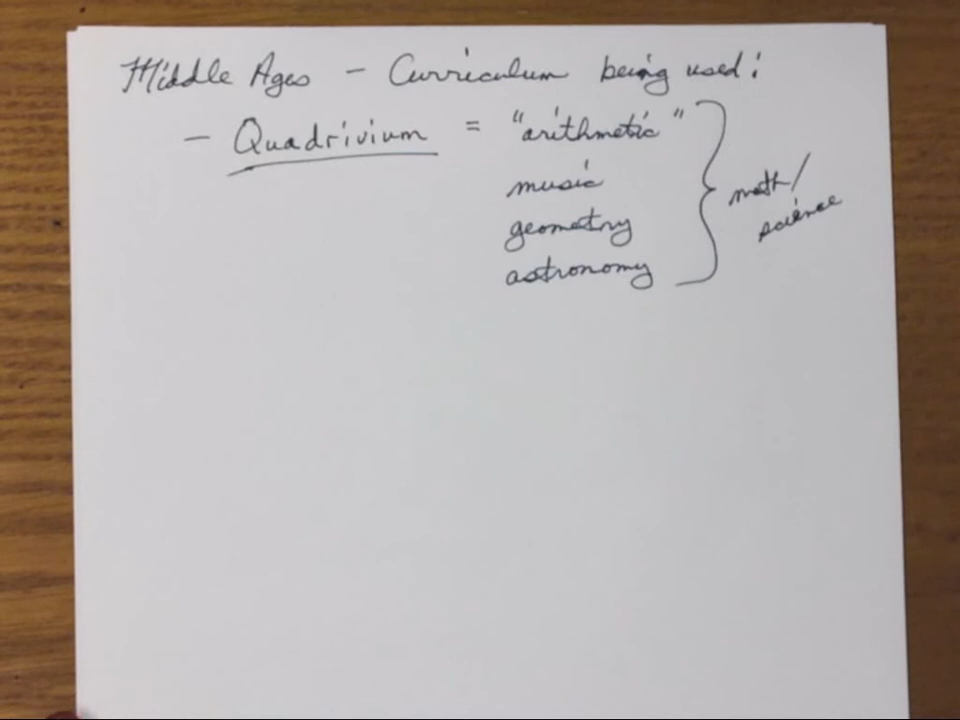 Middle Ages - Curriculum being used:
- Quadrivium = "arithmetic"
music
geometry
astronomy
math/
science